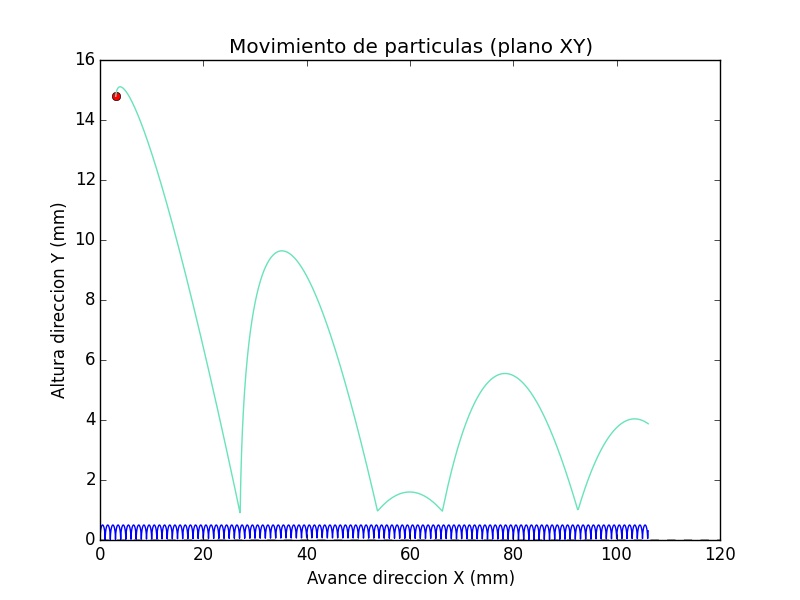 Movimiento de particulas (plano XY)
16
14
12
10
8
6
4
2
0
Altura direccion Y (mm)
0 20 40 60 80 100 120
Avance direccion X (mm)